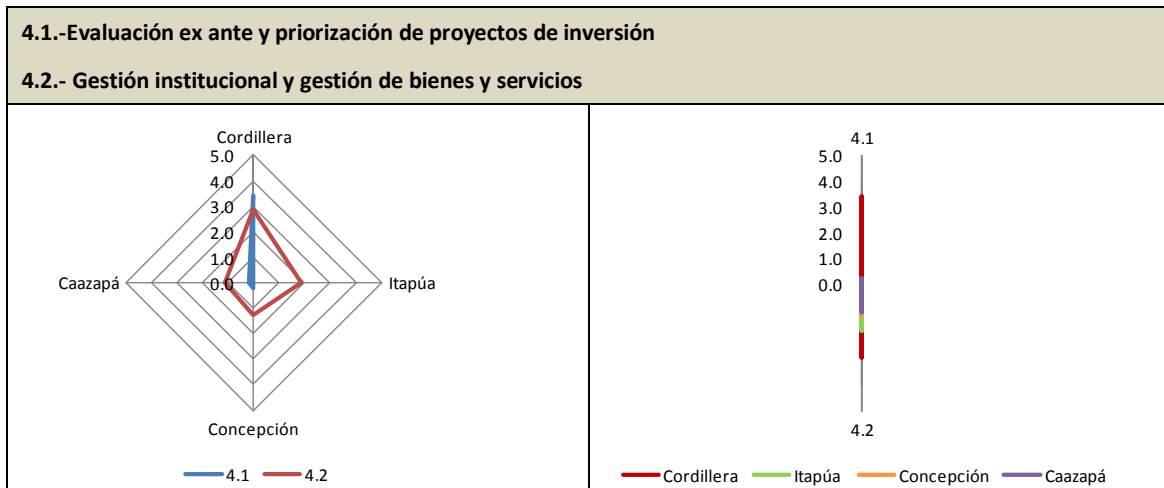 4.1.-Evaluación ex ante y priorización de proyectos de inversión
4.2.- Gestión institucional y gestión de bienes y servicios
Cordillera
5.0
4.0
3.0
2.0
1.0
0.0
Caazapá
Itapúa
Concepción
4.1 4.2
4.1
5.0
4.0
3.0
2.0
1.0
0.0
4.2
Cordillera Itapúa Concepción Caazapá